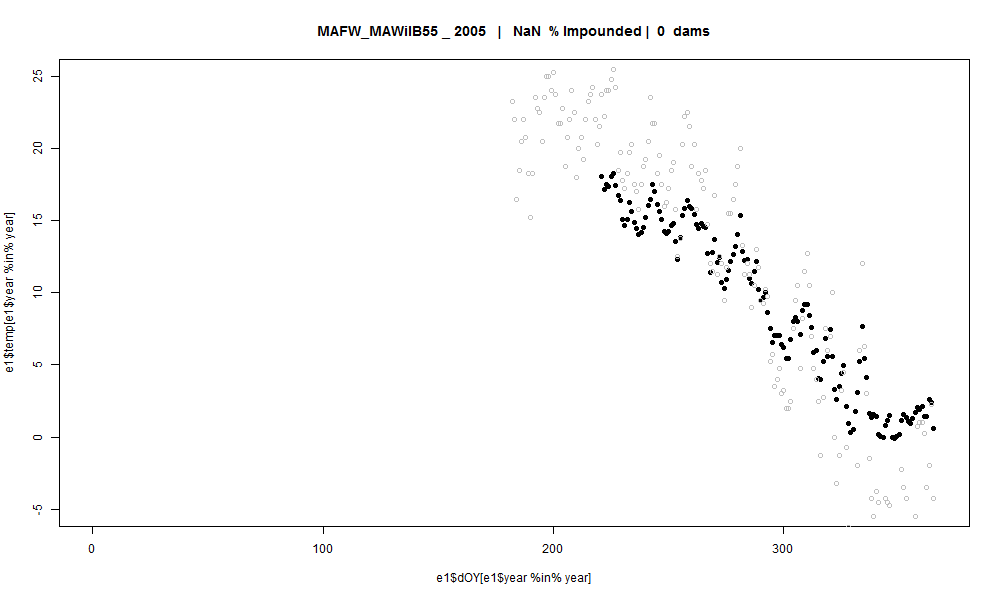 MAFW_MAWilB55 _ 2005 | NaN % Impounded | 0 dams
25
20
15
10
5
0
-5
e1$temp[e1$year %in% year]
0 100 200 300
e1$dOY[e1$year %in% year]